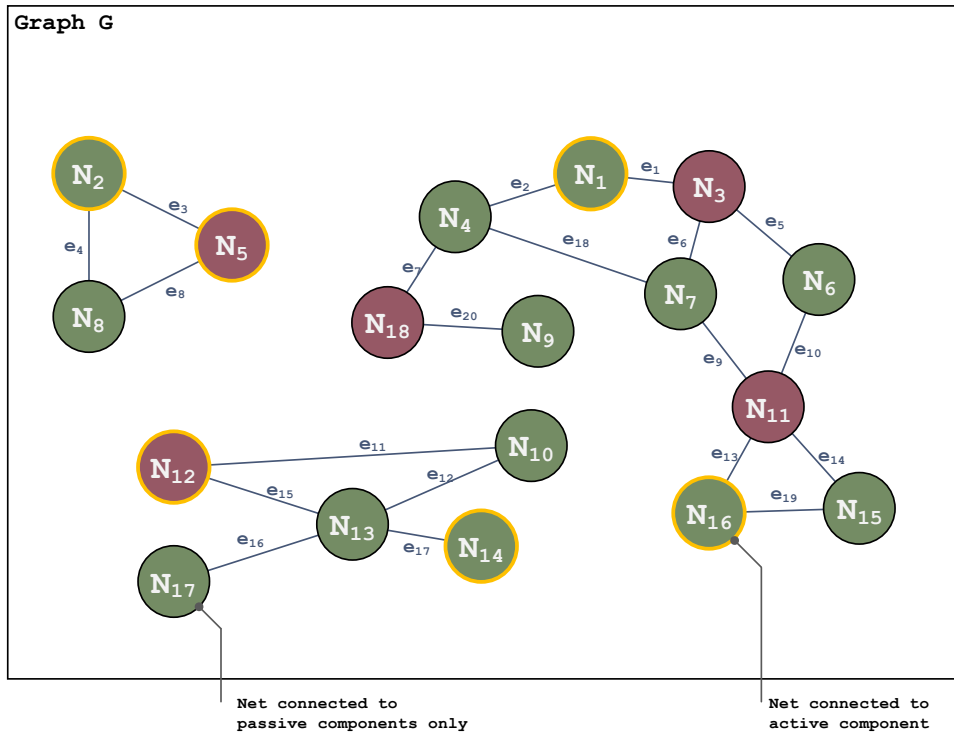 Graph G
N2
N1
e1
N3
e2
e3
N4
e5
e4
N5
e18
e6
e7
e8
N6
N7
N8
N18
e20
N9
e9
e10
N11
e11
N10
e13
e14
N12
e12
e15
N16
e19
N15
N13
e16
e17
N14
N17
Net connected to
passive components only
Net connected to
active component